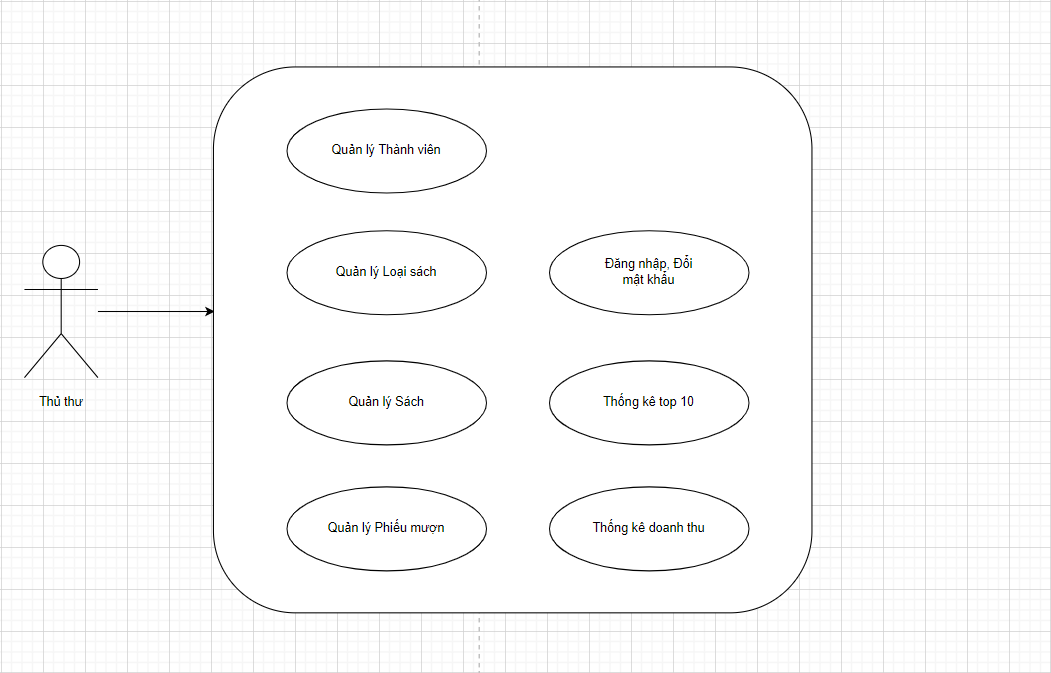 Quản lý Thành viên
Quản lý Loại sách
Đăng nhập, Đổi
mật khẩu
Thủ thư
Quản lý Sách
Thống kê top 10
Quản lý Phiếu mượn
Thống kê doanh thu